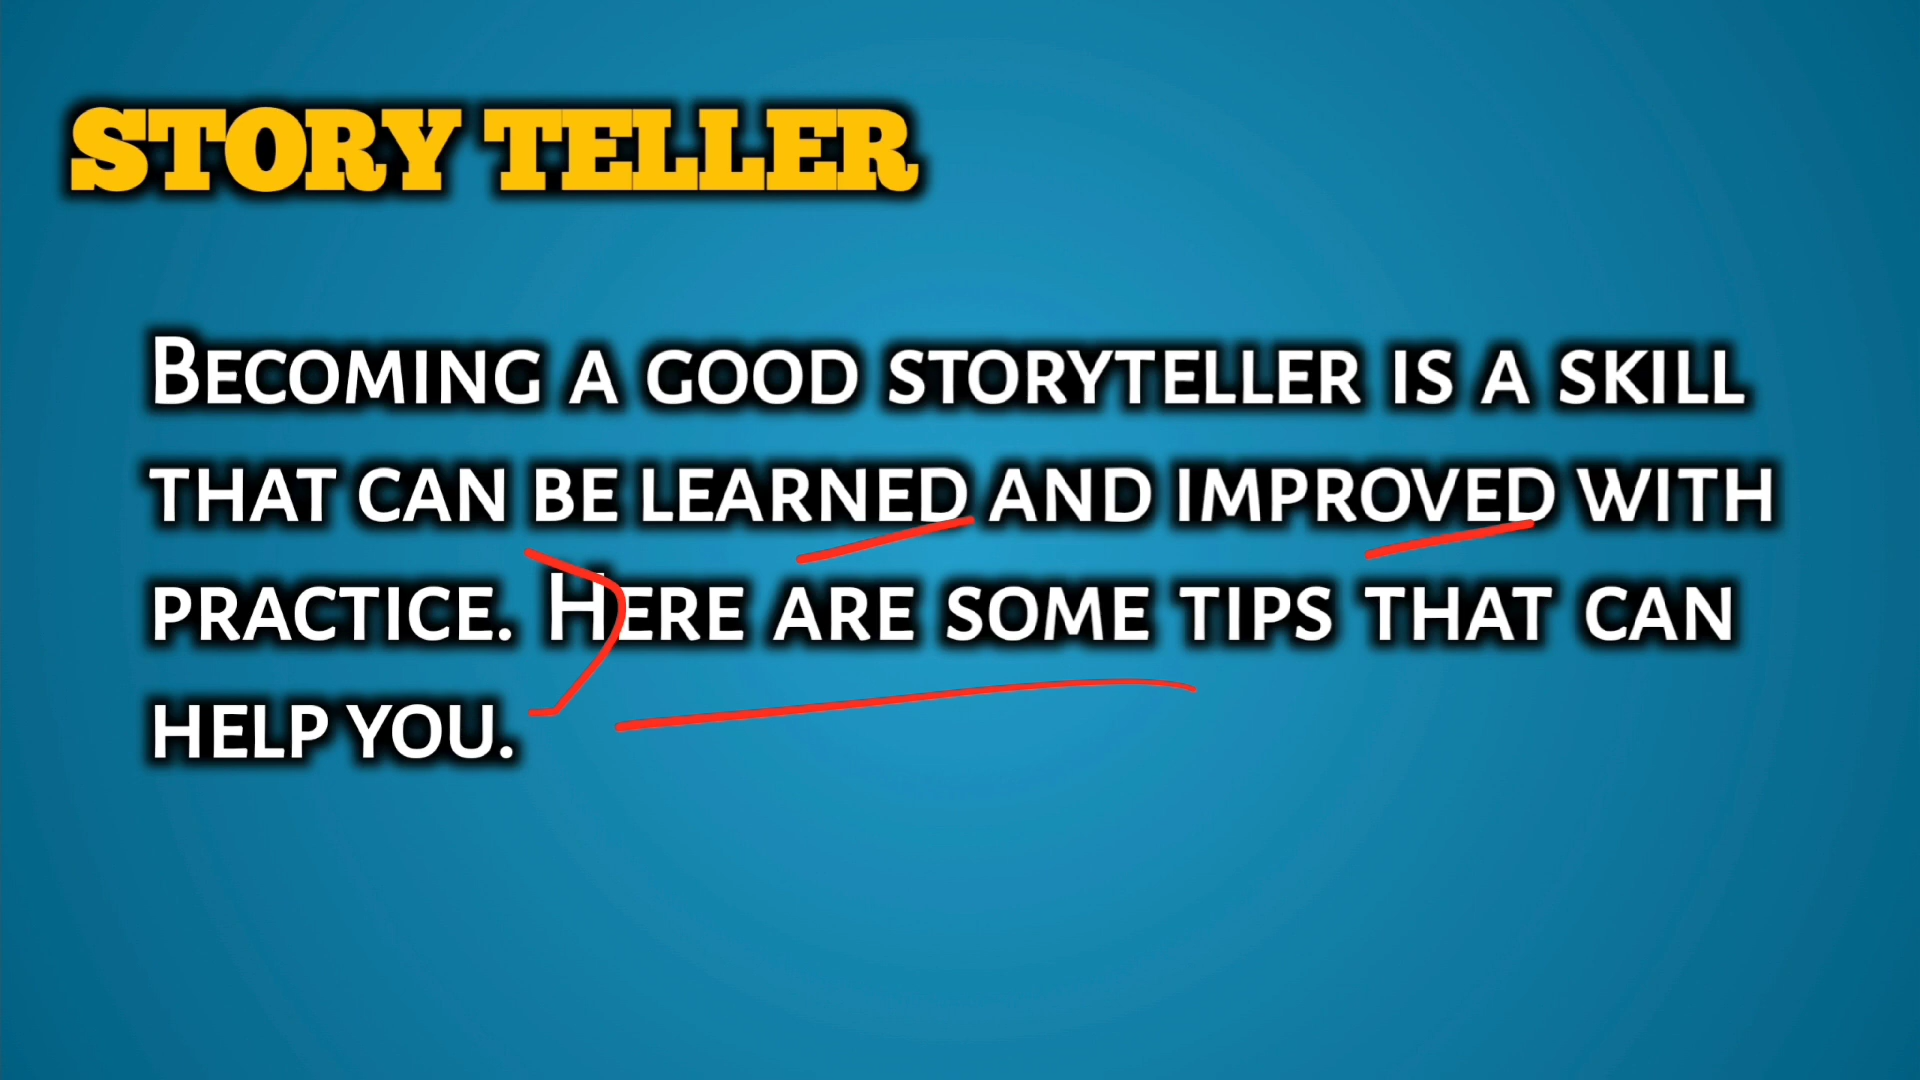 STORY TELLER
Becoming a good storyteller is a skill
that can be learned and improved with
practice. Here are some tips that can
help you.